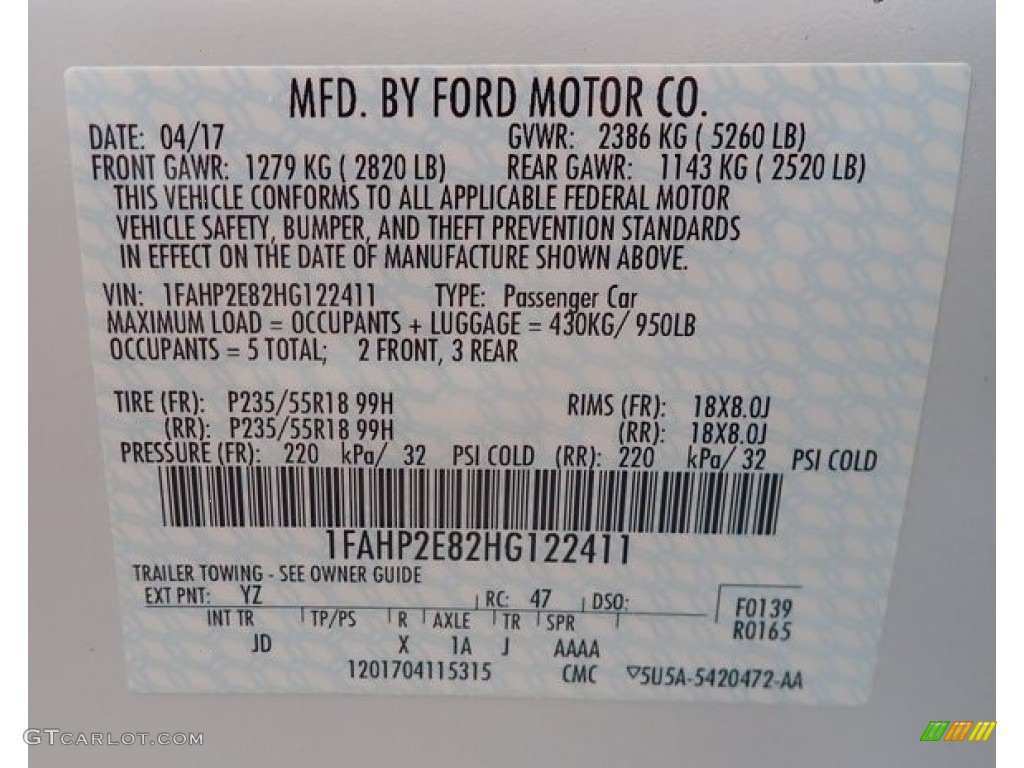 MFD. BY FORD MOTOR CO.
DATE: 04/17 GVWR: 2386 KG ( 5260 LB)
FRONT GAWR: 1279 KG ( 2820 LB) REAR GAWR: 1143 KG ( 2520 LB)
THIS VEHICLE CONFORMS TO ALL APPLICABLE FEDERAL MOTOR
VEHICLE SAFETY, BUMPER, AND THEFT PREVENTION STANDARDS
IN EFFECT ON THE DATE OF MANUFACTURE SHOWN ABOVE.
VIN: 1FAHP2E82HG122411 TYPE: Passenger Car
MAXIMUM LOAD = OCCUPANTS + LUGGAGE = 430KG/ 950LB
OCCUPANTS = 5 TOTAL; 2 FRONT, 3 REAR
TIRE (FR): P235/55R18 99H RIMS (FR): 18X8.0J
(RR): P235/55R18 99H (RR): 18X8.0J
PRESSURE (FR): 220 kPa/ 32 PSI COLD (RR): 220 kPa/ 32 PSI COLD
1FAHP2E82HG122411
TRAILER TOWING - SEE OWNER GUIDE
EXT PNT: YZ RC: 47 DSO: F0139
INT TR TP/PS R AXLE TR SPR R0165
JD X 1A J AAAA
1201704115315 CMC ▽5U5A-5420472-AA
GTCARLOT.COM